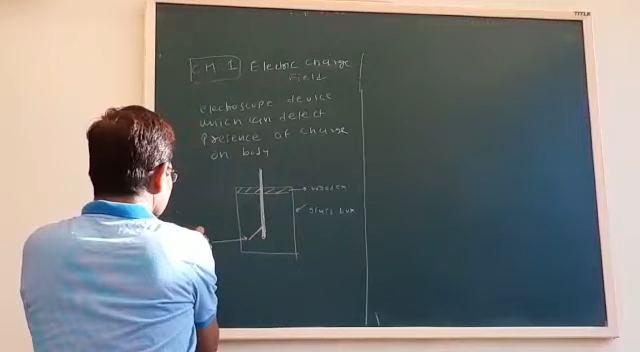 CH-1 Electric charge
Field
electroscope device
which can detect
Presence of charge
on body
wooden
glass box